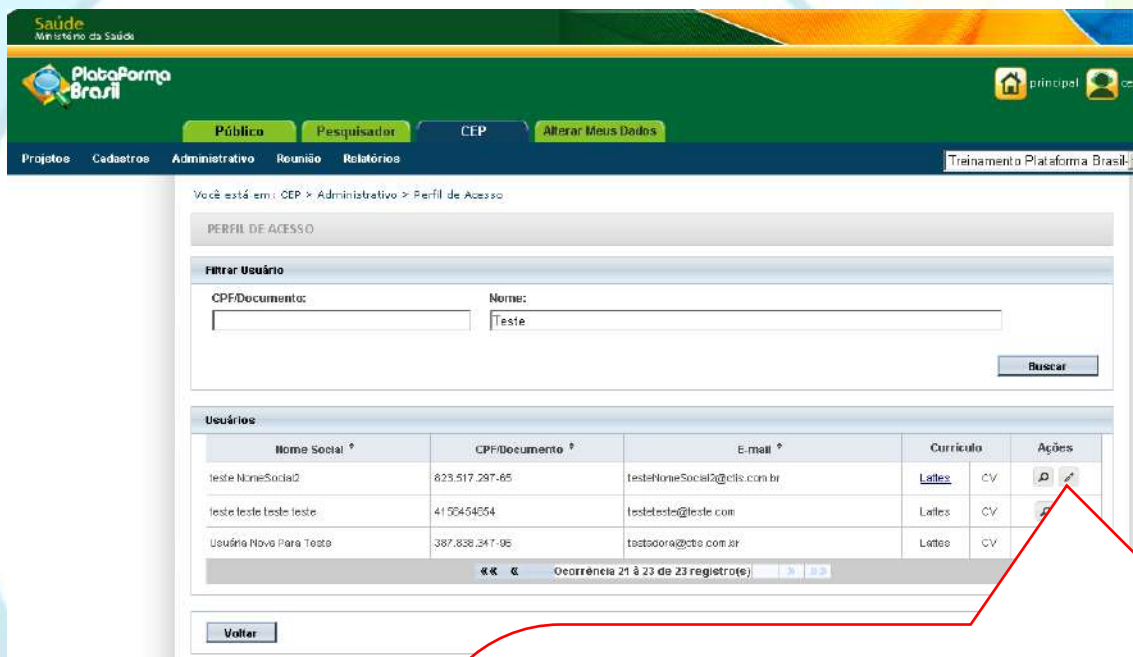 Saúde
Ministério da Saúde
PlataForma
Brasil
principal
Público Pesquisador CEP Alterar Meus Dados
Projetos Cadastros Administrativo Reunião Relatórios Treinamento Plataforma Brasil-
Você está em: CEP > Administrativo > Perfil de Acesso
PERFIL DE ACESSO
Filtrar Usuário
CPF/Documento: Nome:
Teste
Buscar
Usuários
Nome Social CPF/Documento E-mail Currículo Ações
teste NomeSocial2 823.517.297-65 testeNomeSocial2@ctis.com.br Lattes CV
teste teste teste teste 4156454654 testeteste@teste.com Lattes CV
Usuária Nova Para Teste 387.838.347-96 testadora@ctis.com.br Lattes CV
Ocorrência 21 à 23 de 23 registro(s)
Voltar